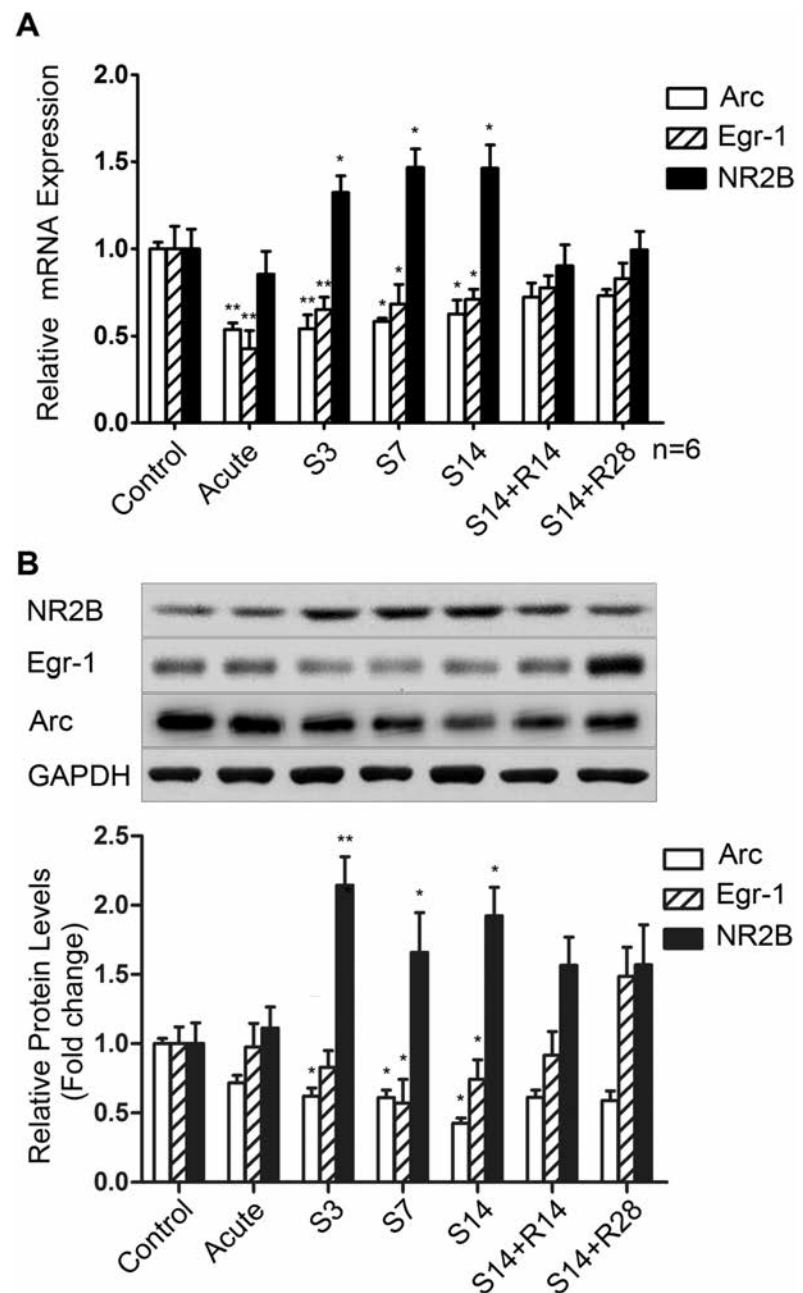 A
2.0
1.5
1.0
0.5
0.0
Relative mRNA Expression
Arc
Egr-1
NR2B
** ** ** ** * * * * * * *
Control
Acute
S3
S7
S14
S14+R14
S14+R28
n=6
B
NR2B
Egr-1
Arc
GAPDH
2.5
2.0
1.5
1.0
0.5
0.0
Relative Protein Levels
(Fold change)
Arc
Egr-1
NR2B
* ** * * * * * *
Control
Acute
S3
S7
S14
S14+R14
S14+R28